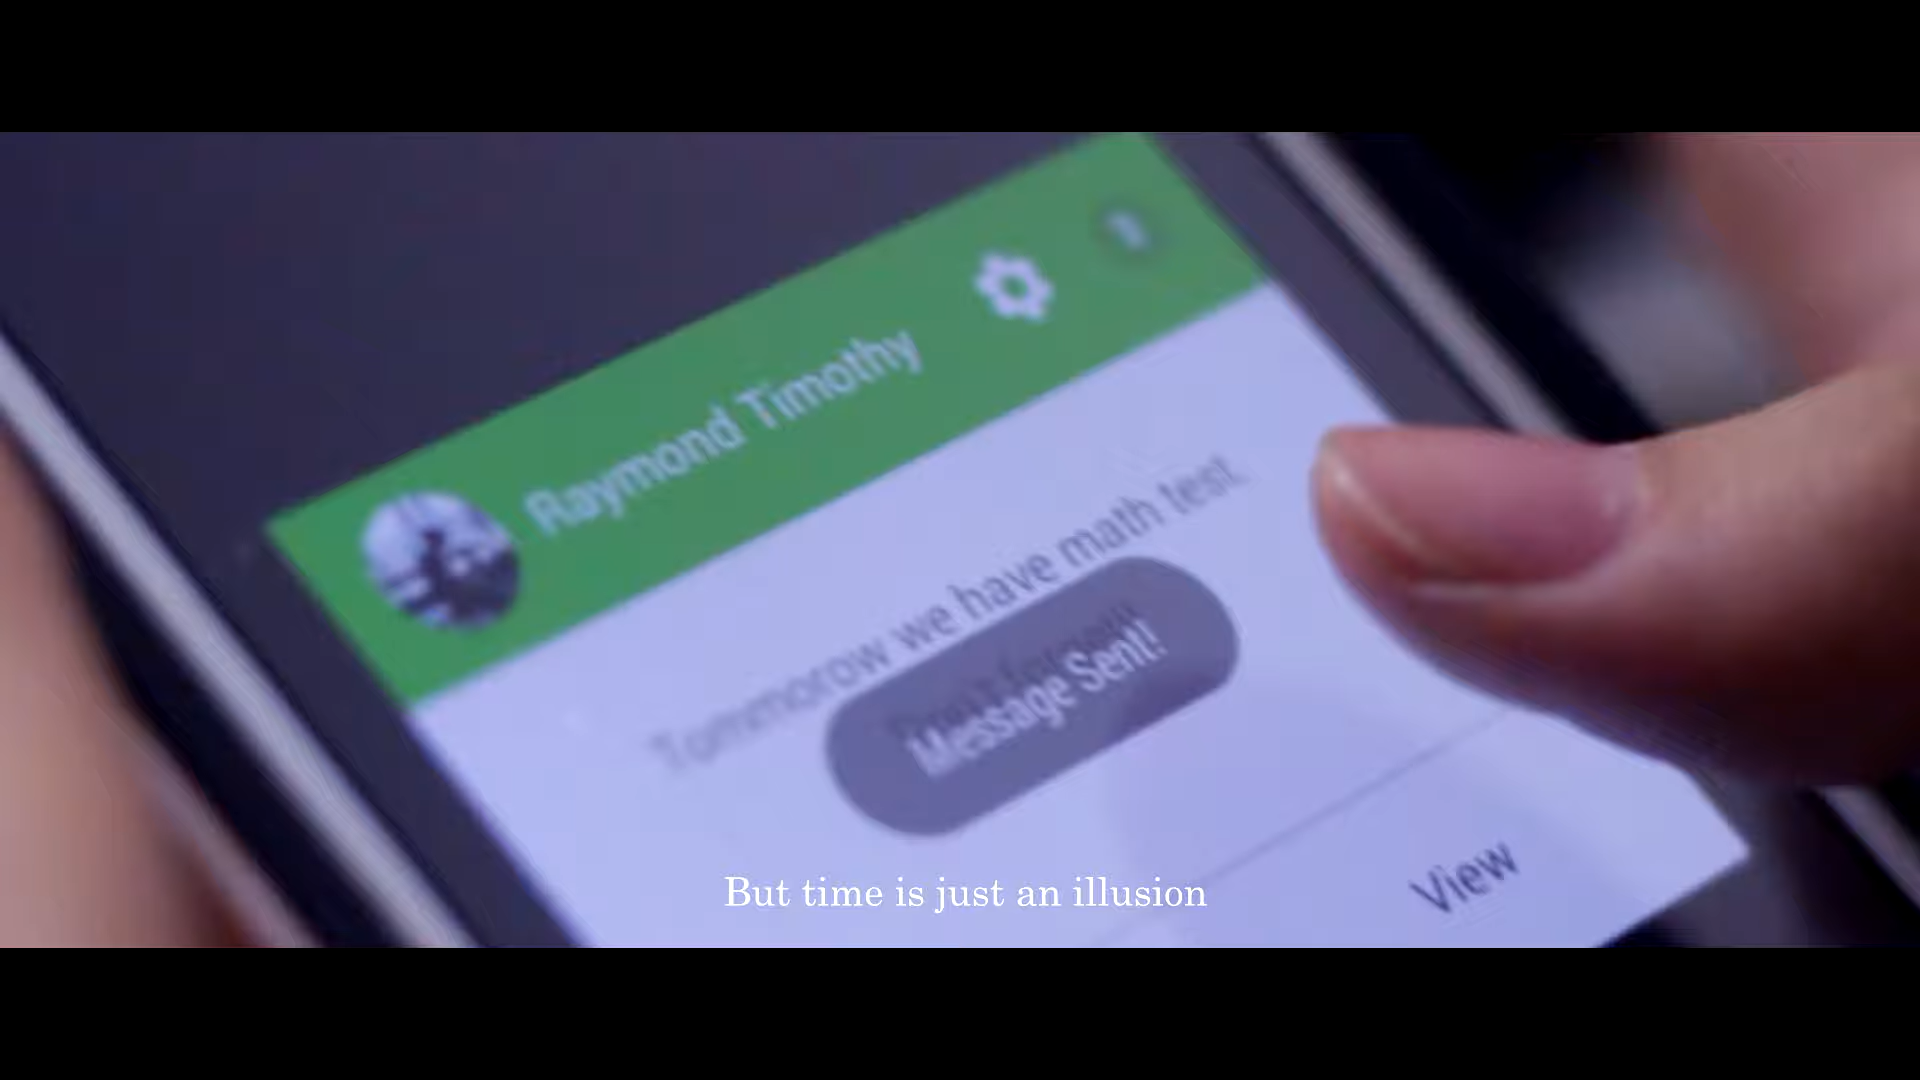 Raymond Timothy
Tommorow we have math test
Message Sent!
View
But time is just an illusion